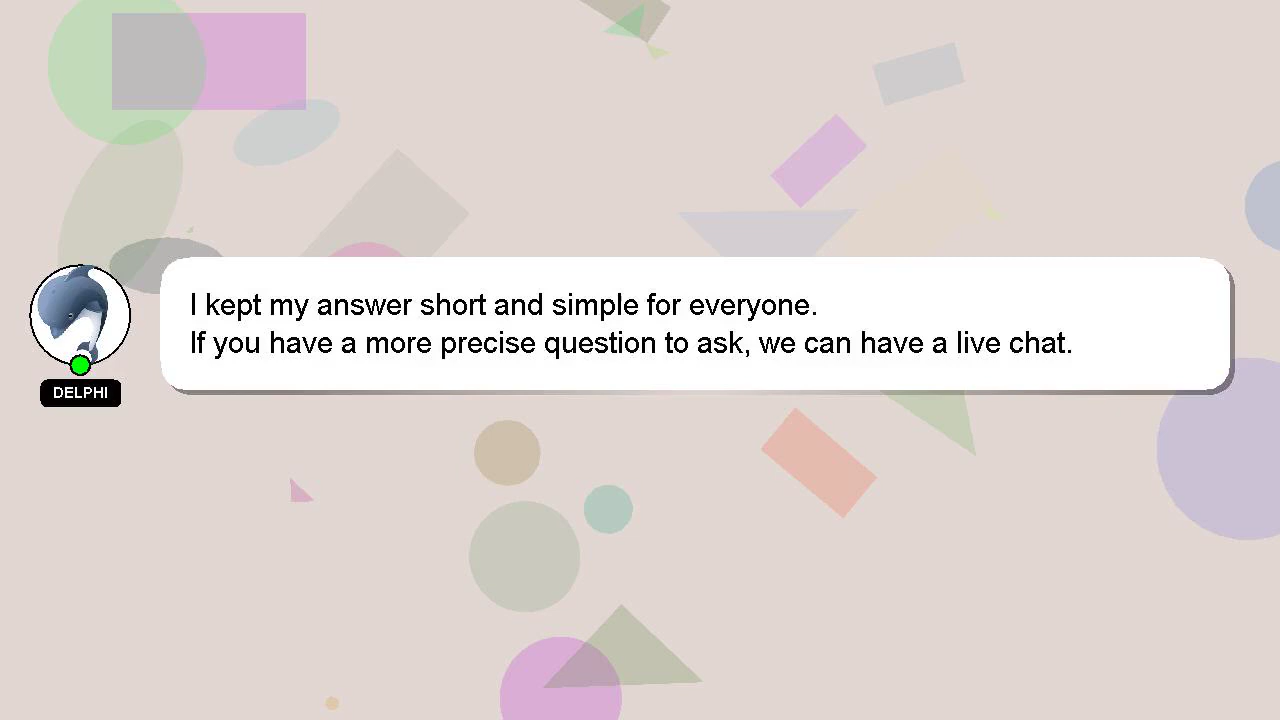 I kept my answer short and simple for everyone.
If you have a more precise question to ask, we can have a live chat.
DELPHI